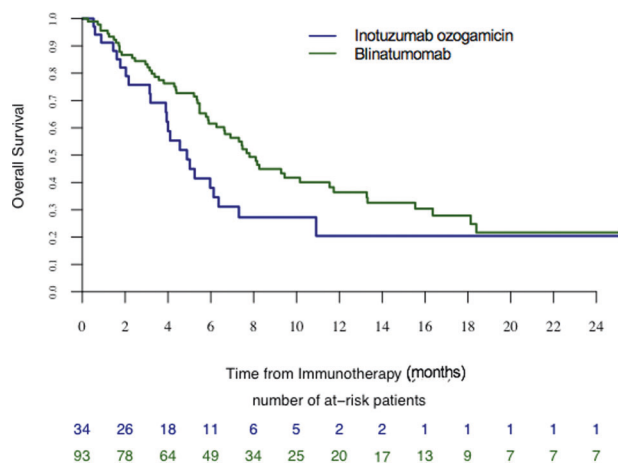 Inotuzumab ozogamicin
Blinatumomab
Overall Survival
1.0
0.9
0.8
0.7
0.6
0.5
0.4
0.3
0.2
0.1
0.0
0 2 4 6 8 10 12 14 16 18 20 22 24
Time from Immunotherapy (months)
number of at-risk patients
34 26 18 11 6 5 2 2 1 1 1 1 1
93 78 64 49 34 25 20 17 13 9 7 7 7